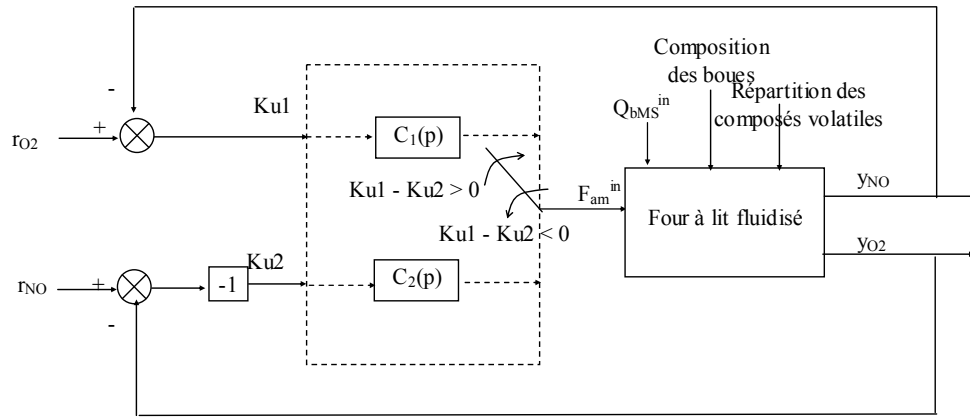 Composition
des boues
Répartition des
composés volatiles
Q_bMS^in
-
Ku1
r_O2
+
C_1(p)
y_NO
Ku1 - Ku2 > 0
F_am^in
Four à lit fluidisé
Ku1 - Ku2 < 0
y_O2
Ku2
r_NO
+
-1
C_2(p)
-